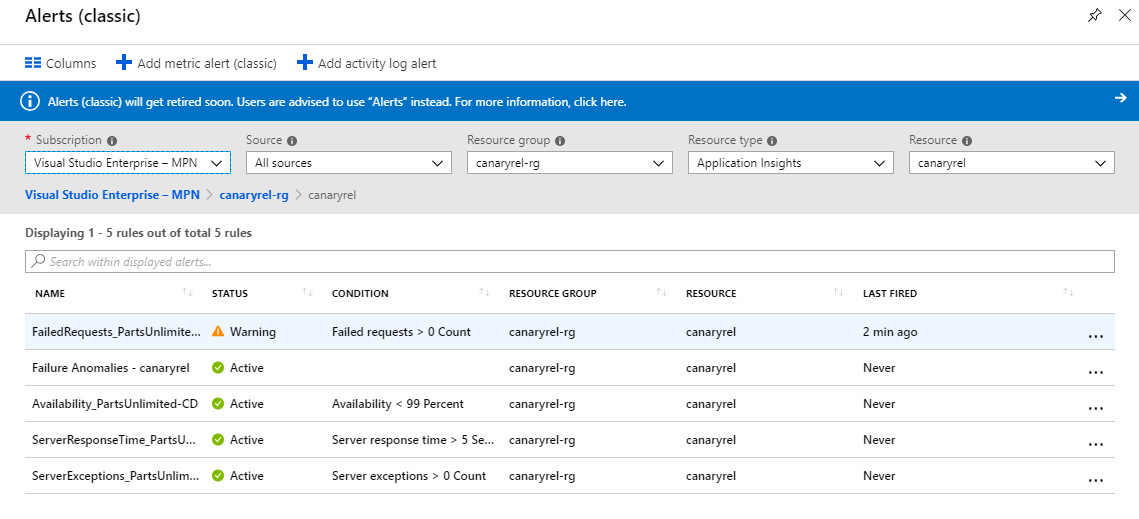 Alerts (classic)
Columns Add metric alert (classic) Add activity log alert
Alerts (classic) will get retired soon. Users are advised to use “Alerts” instead. For more information, click here.
* Subscription Source Resource group Resource type Resource
Visual Studio Enterprise – MPN All sources canaryrel-rg Application Insights canaryrel
Visual Studio Enterprise – MPN > canaryrel-rg > canaryrel
Displaying 1 - 5 rules out of total 5 rules
Search within displayed alerts...
NAME STATUS CONDITION RESOURCE GROUP RESOURCE LAST FIRED
FailedRequests_PartsUnlimite... Warning Failed requests > 0 Count canaryrel-rg canaryrel 2 min ago ...
Failure Anomalies - canaryrel Active canaryrel-rg canaryrel Never ...
Availability_PartsUnlimited-CD Active Availability < 99 Percent canaryrel-rg canaryrel Never ...
ServerResponseTime_PartsU... Active Server response time > 5 Se... canaryrel-rg canaryrel Never ...
ServerExceptions_PartsUnlim... Active Server exceptions > 0 Count canaryrel-rg canaryrel Never ...